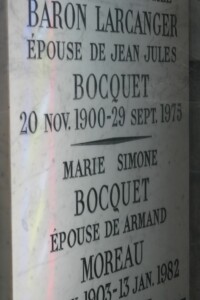 BARON LARCANGER
ÉPOUSE DE JEAN JULES
BOCQUET
20 NOV. 1900-29 SEPT. 1975
MARIE SIMONE
BOCQUET
ÉPOUSE DE ARMAND
MOREAU
1903-13 JAN. 1982